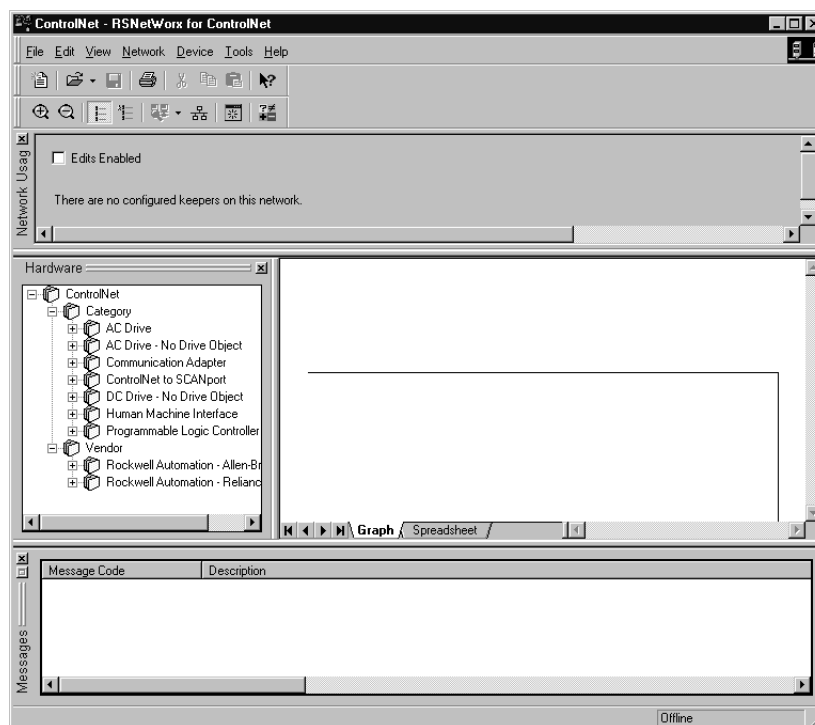 ControlNet - RSNetWorx for ControlNet
File Edit View Network Device Tools Help
Network Usag
Edits Enabled
There are no configured keepers on this network.
Hardware
ControlNet
Category
AC Drive
AC Drive - No Drive Object
Communication Adapter
ControlNet to SCANport
DC Drive - No Drive Object
Human Machine Interface
Programmable Logic Controller
Vendor
Rockwell Automation - Allen-Br
Rockwell Automation - Relianc
Graph Spreadsheet
Messages
Message Code Description
Offline